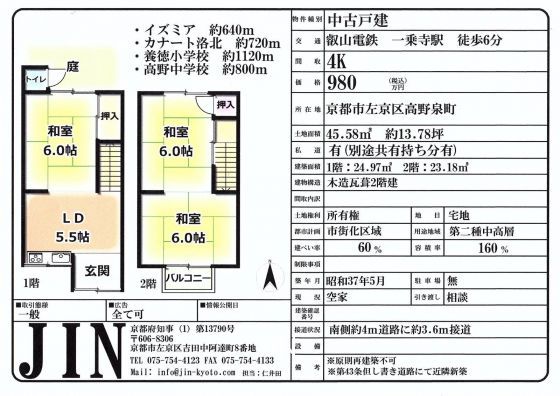 ・イズミア 約640m
・カナート洛北 約720m
・養徳小学校 約1120m
・高野中学校 約800m
庭
トイレ
押入
和室
6.0帖
LD
5.5帖
玄関
1階
押入
和室
6.0帖
和室
6.0帖
バルコニー
2階
N
物件種別 中古戸建
交通 叡山電鉄 一乗寺駅 徒歩6分
間取 4K
価格 980 (税込)万円
所在地 京都市左京区高野泉町
土地面積 45.58㎡ 約13.78坪
私道 有(別途共有持ち分有)
建築面積 1階:24.97㎡ 2階:23.18㎡
建物構造 木造瓦葺2階建
間取内訳
土地権利 所有権 地目 宅地
都市計画 市街化区域 用途地域 第二種中高層
建ぺい率 60% 容積率 160%
制限事項
築年月 昭和37年5月 駐車場 無
現況 空家 引き渡し 相談
建築確認番号
接道状況 南側約4m道路に約3.6m接道
設備
備考 ※原則再建築不可
※第43条但し書き道路にて近隣新築
■取引態様 ■広告 ■情報公開日
一般 全て可
JIN
京都府知事(1)第13790号
〒606-8306
京都市左京区吉田中阿達町8番地
TEL 075-754-4123 FAX 075-754-4133
Mail:info@jin-kyoto.com 担当:仁井田